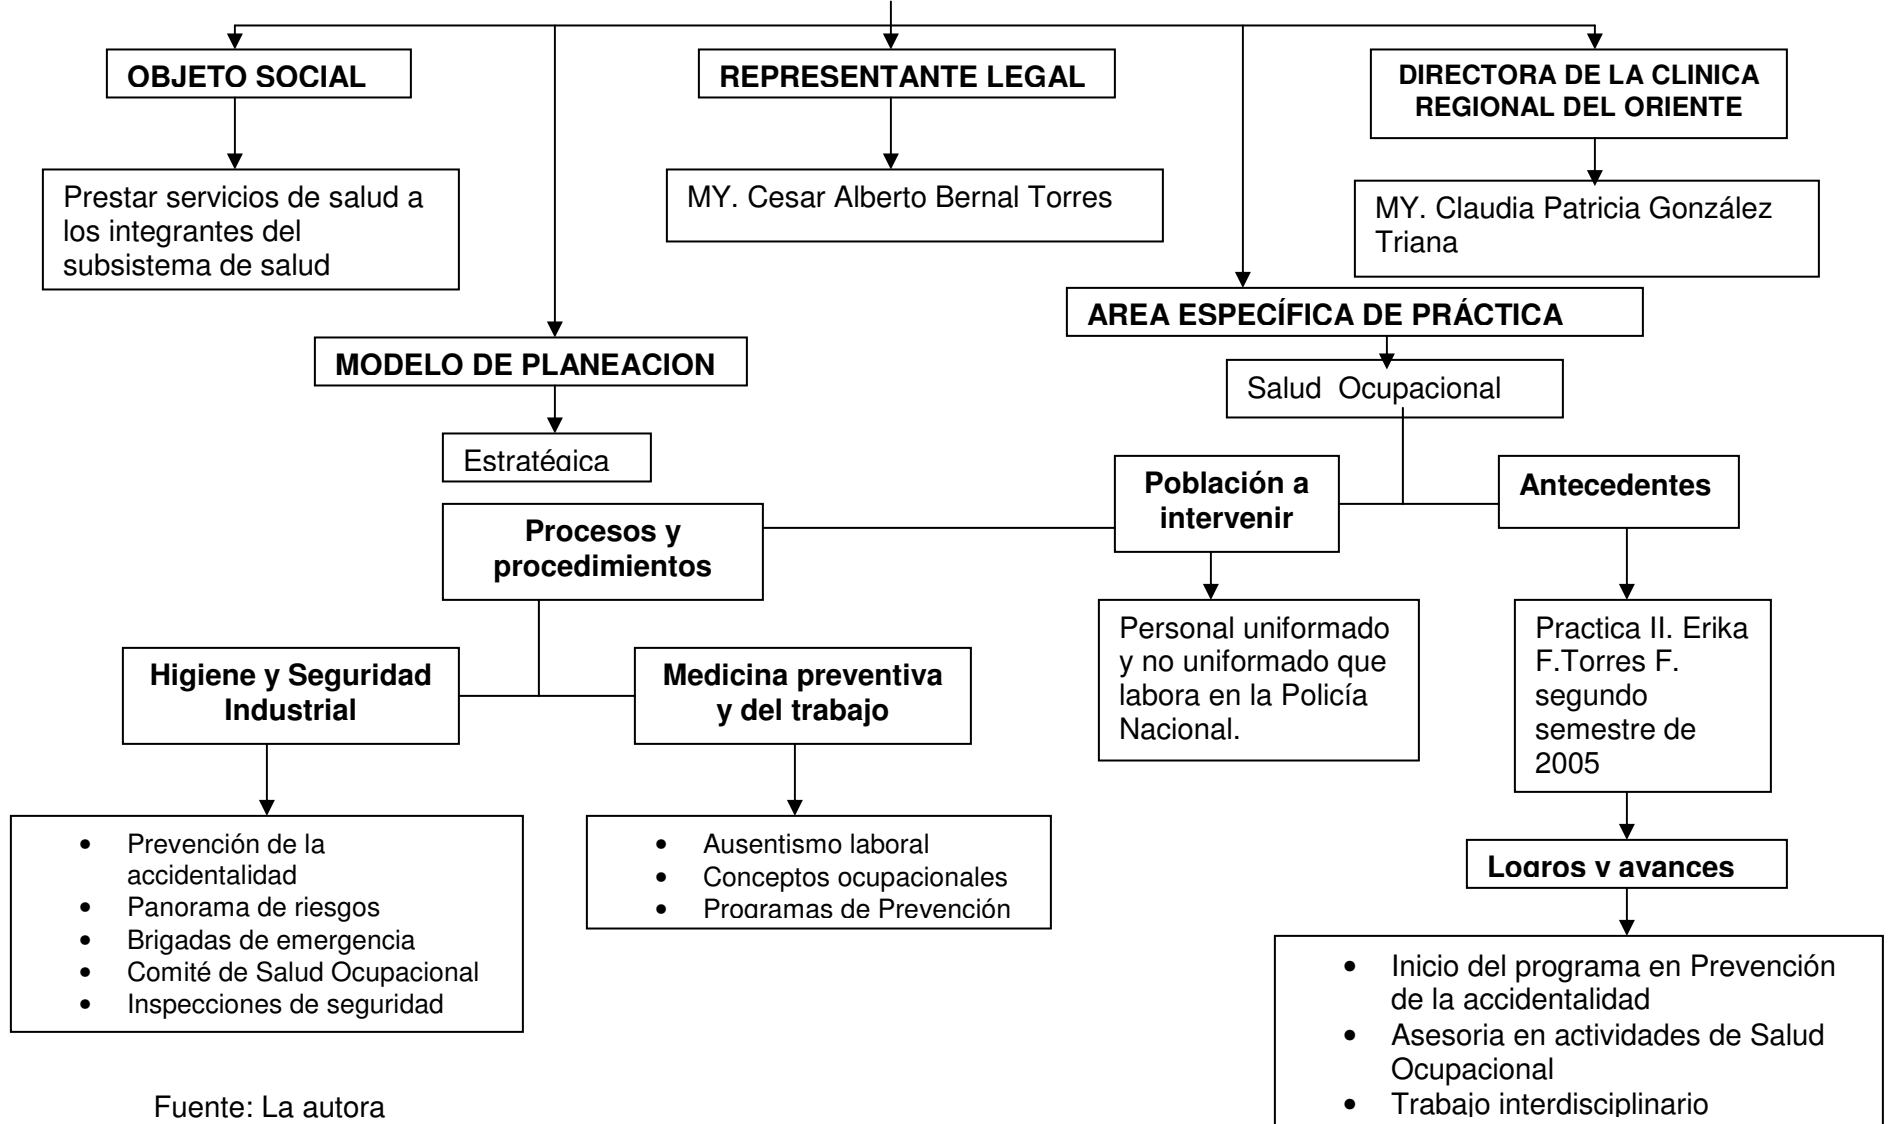 OBJETO SOCIAL
REPRESENTANTE LEGAL
DIRECTORA DE LA CLINICA
REGIONAL DEL ORIENTE
Prestar servicios de salud a
los integrantes del
subsistema de salud
MY. Cesar Alberto Bernal Torres
MY. Claudia Patricia González
Triana
AREA ESPECÍFICA DE PRÁCTICA
MODELO DE PLANEACION
Salud  Ocupacional
Estratégica
Población a
intervenir
Antecedentes
Procesos y
procedimientos
Personal uniformado
y no uniformado que
labora en la Policía
Nacional.
Practica II. Erika
F.Torres F.
segundo
semestre de
2005
Higiene y Seguridad
Industrial
Medicina preventiva
y del trabajo
• Prevención de la
accidentalidad
• Panorama de riesgos
• Brigadas de emergencia
• Comité de Salud Ocupacional
• Inspecciones de seguridad
• Ausentismo laboral
• Conceptos ocupacionales
• Programas de Prevención
Logros y avances
• Inicio del programa en Prevención
de la accidentalidad
• Asesoria en actividades de Salud
Ocupacional
• Trabajo interdisciplinario
Fuente: La autora